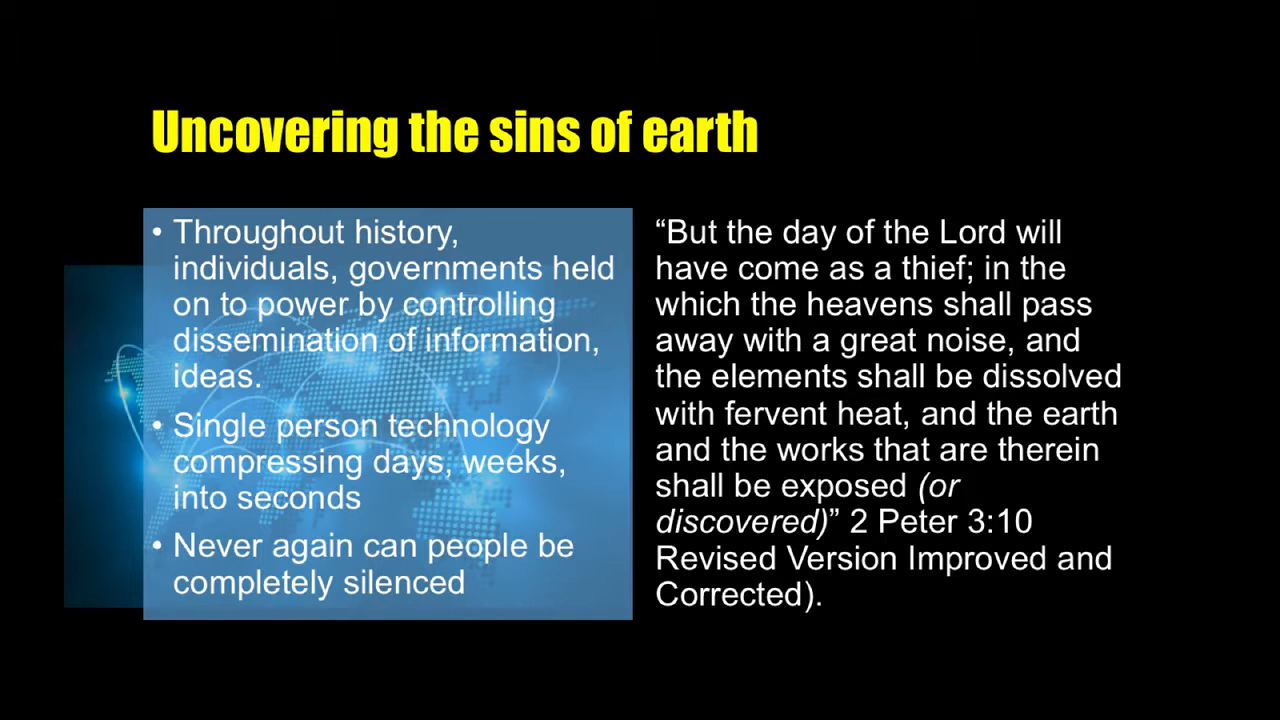 Uncovering the sins of earth
• Throughout history,
individuals, governments held
on to power by controlling
dissemination of information,
ideas.
• Single person technology
compressing days, weeks,
into seconds
• Never again can people be
completely silenced
“But the day of the Lord will
have come as a thief; in the
which the heavens shall pass
away with a great noise, and
the elements shall be dissolved
with fervent heat, and the earth
and the works that are therein
shall be exposed (or
discovered)” 2 Peter 3:10
Revised Version Improved and
Corrected).